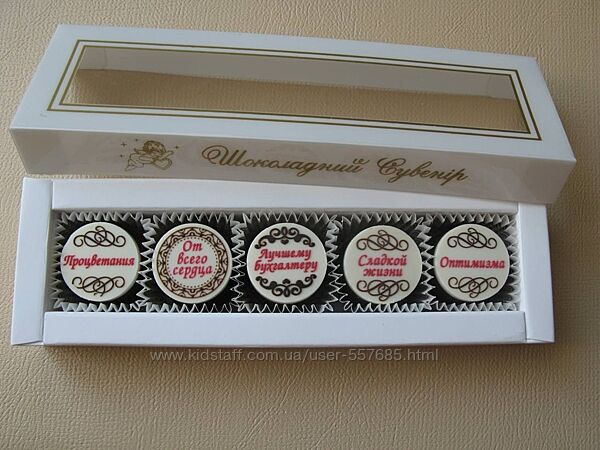 Шоколадний Сувенір
Процветания
От
всего
сердца
Лучшему
бухгалтеру
Сладкой
жизни
Оптимизма
www.kidstaff.com.ua/user-557685.html